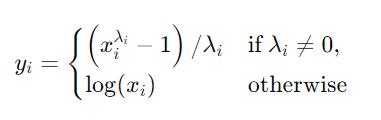 y_i = { (x_i^{λ_i} − 1) / λ_i if λ_i ≠ 0,
log(x_i) otherwise